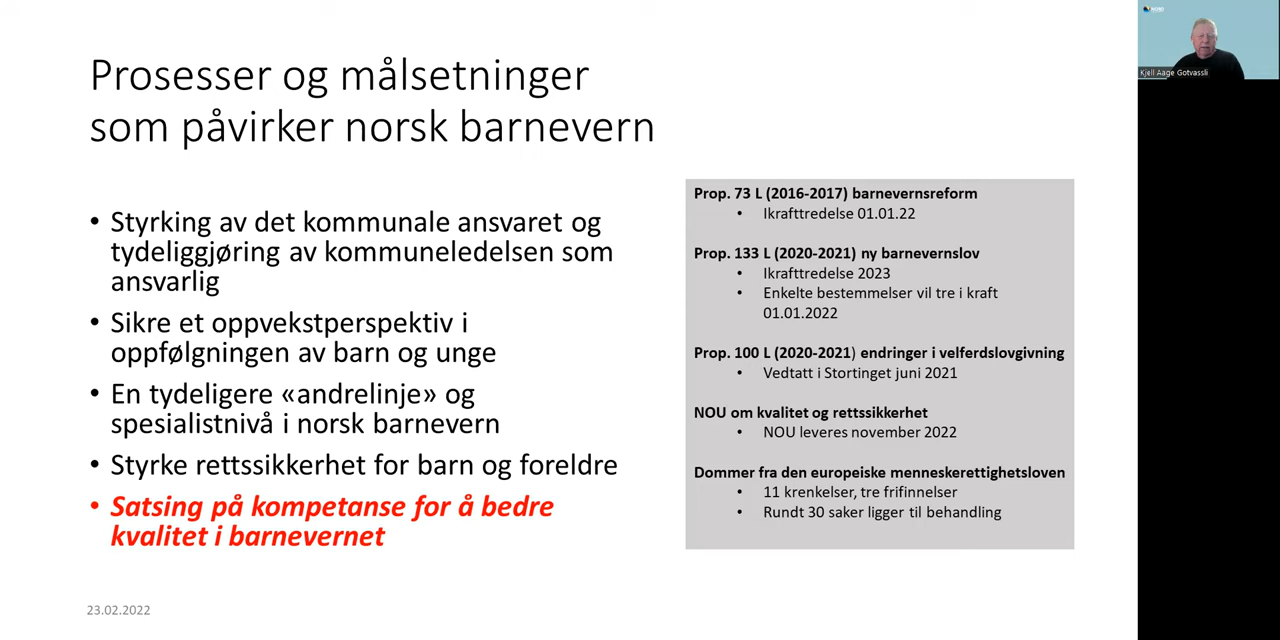 Prosesser og målsetninger
som påvirker norsk barnevern
• Styrking av det kommunale ansvaret og
tydeliggjøring av kommuneledelsen som
ansvarlig
• Sikre et oppvekstperspektiv i
oppfølgningen av barn og unge
• En tydeligere «andrelinje» og
spesialistnivå i norsk barnevern
• Styrke rettssikkerhet for barn og foreldre
• Satsing på kompetanse for å bedre
kvalitet i barnevernet
Prop. 73 L (2016-2017) barnevernsreform
• Ikrafttredelse 01.01.22
Prop. 133 L (2020-2021) ny barnevernslov
• Ikrafttredelse 2023
• Enkelte bestemmelser vil tre i kraft
01.01.2022
Prop. 100 L (2020-2021) endringer i velferdslovgivning
• Vedtatt i Stortinget juni 2021
NOU om kvalitet og rettssikkerhet
• NOU leveres november 2022
Dommer fra den europeiske menneskerettighetsloven
• 11 krenkelser, tre frifinnelser
• Rundt 30 saker ligger til behandling
23.02.2022
Kjell Aage Gotvassli